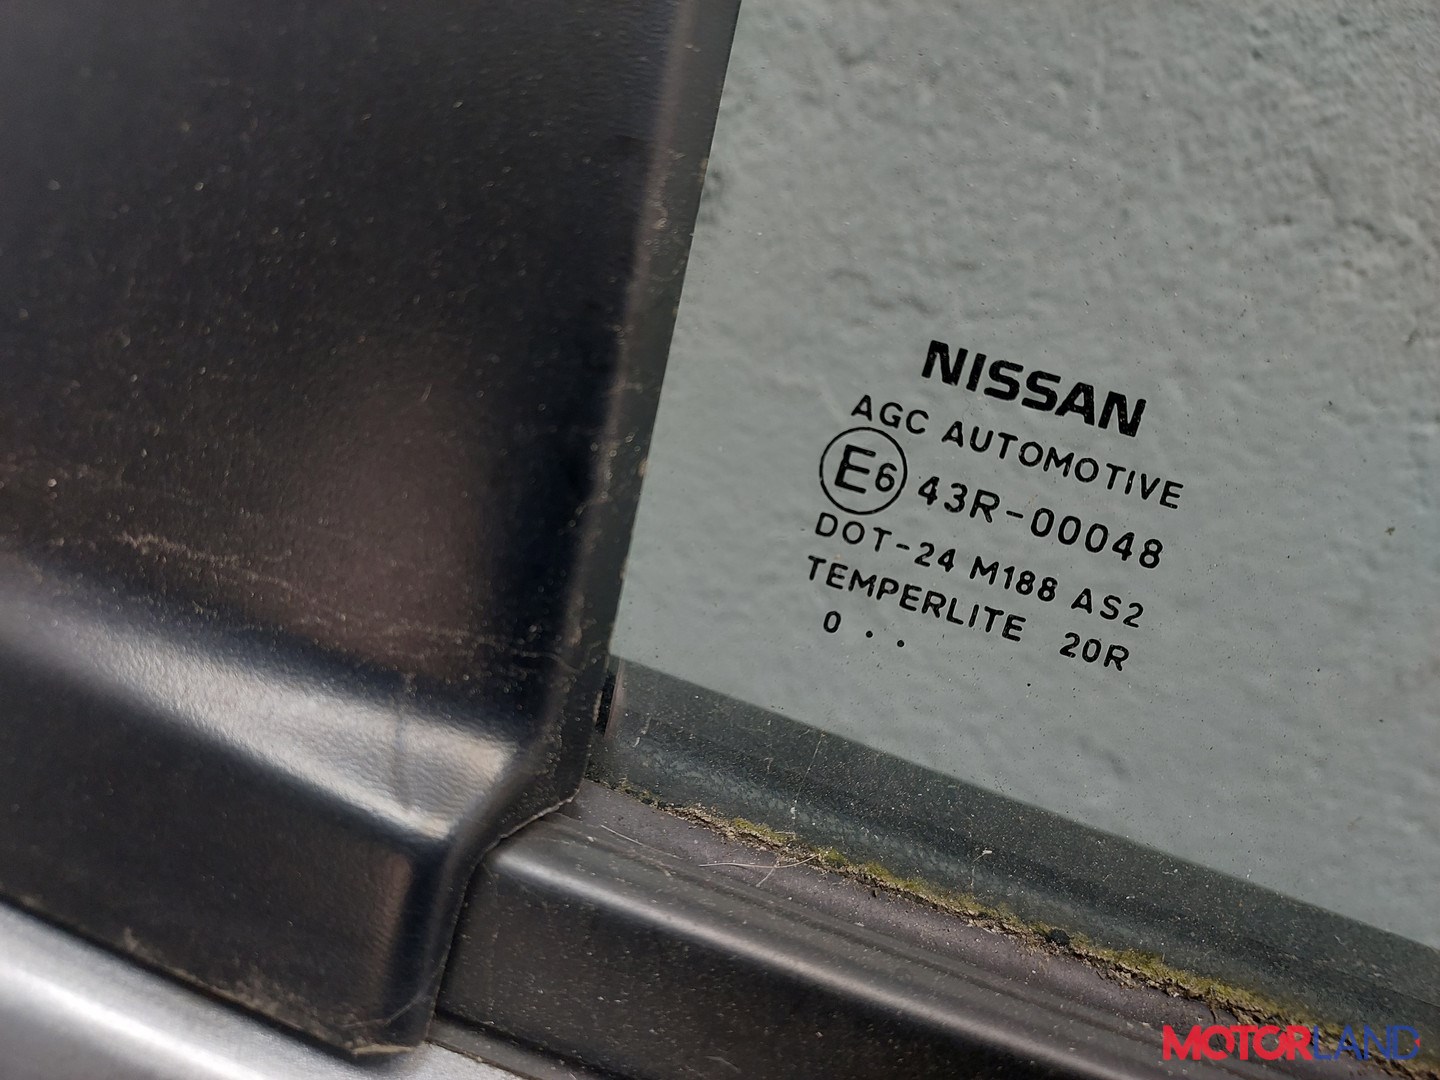 NISSAN
AGC AUTOMOTIVE
E6 43R-00048
DOT-24 M188 AS2
TEMPERLITE 20R
0 . .
MOTORLAND